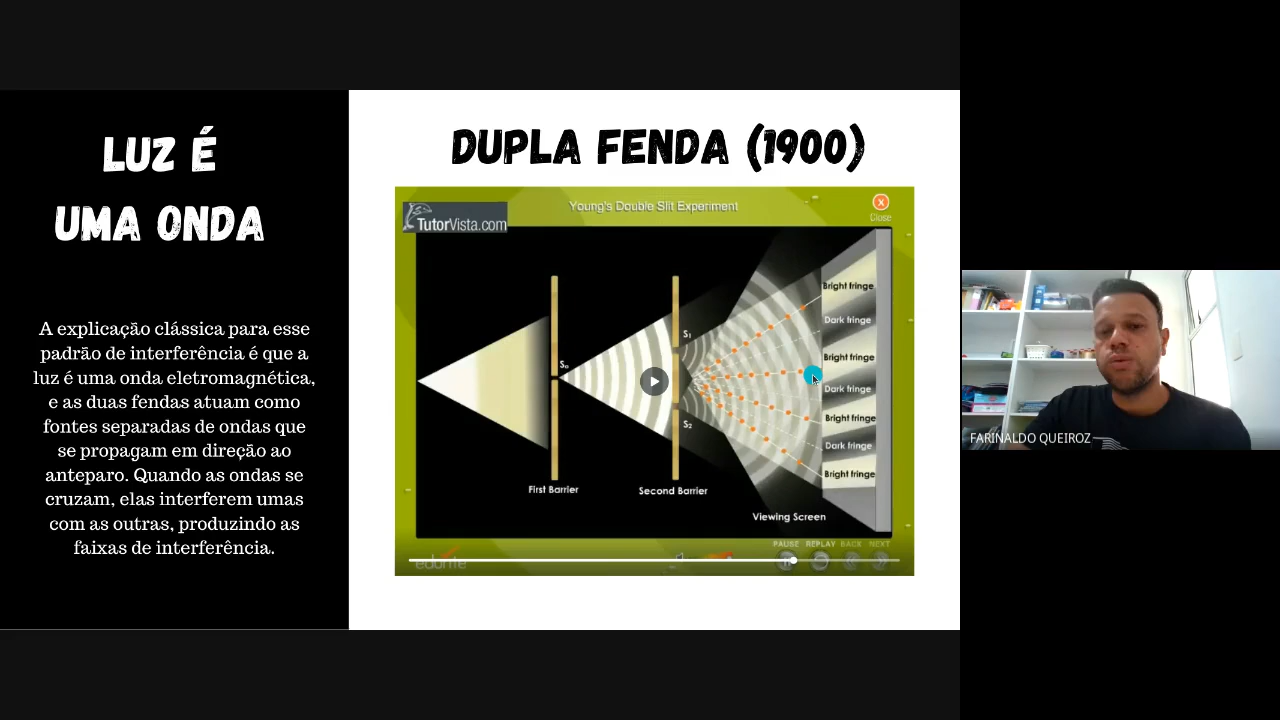 LUZ É
UMA ONDA
A explicação clássica para esse
padrão de interferência é que a
luz é uma onda eletromagnética,
e as duas fendas atuam como
fontes separadas de ondas que
se propagam em direção ao
anteparo. Quando as ondas se
cruzam, elas interferem umas
com as outras, produzindo as
faixas de interferência.
DUPLA FENDA (1900)
Young's Double Slit Experiment
X
Close
TutorVista.com
S₀
S₁
S₂
Bright fringe
Dark fringe
Bright fringe
Dark fringe
Bright fringe
Dark fringe
Bright fringe
First Barrier
Second Barrier
Viewing Screen
PAUSE REPLAY BACK NEXT
edurite
FARINALDO QUEIROZ